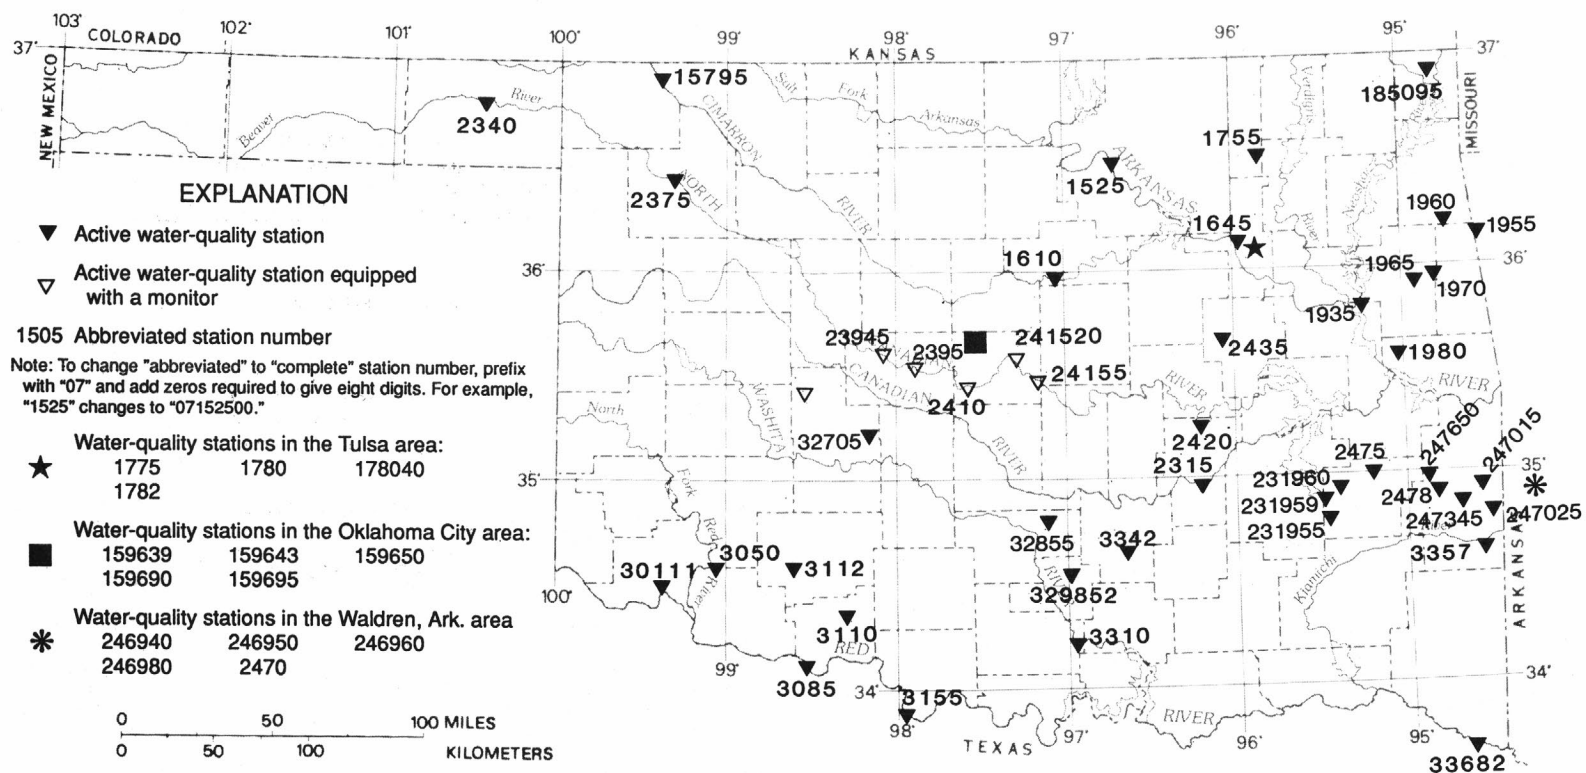 103°
102°
101°
100°
99°
98°
97°
96°
95°
37°
COLORADO
KANSAS
37°
NEW MEXICO
MISSOURI
15795
185095
2340
River
Beaver
Salt
Fork
Arkansas
CIMARRON
RIVER
Verdigris
River
Neosho
River
1755
ARKANSAS
1525
2375
NORTH
1960
1955
1645
1610
36°
36°
1965
1970
1935
23945
2395
241520
2435
1980
CANADIAN
CANADIAN
24155
2410
RIVER
RIVER
WASHITA
North
32705
RIVER
2420
2315
2475
247650
247015
35°
35°
231960
231959
231955
2478
247345
247025
River
Fork
Red
River
32855
3342
3357
3050
30111
3112
RIVER
329852
Kiamichi
ARKANSAS
100°
3110
3310
RED
99°
3085
34°
34°
3155
RIVER
98°
97°
96°
95°
TEXAS
33682
EXPLANATION
Active water-quality station
Active water-quality station equipped
with a monitor
1505 Abbreviated station number
Note: To change "abbreviated" to "complete" station number, prefix
with "07" and add zeros required to give eight digits. For example,
"1525" changes to "07152500."
Water-quality stations in the Tulsa area:
1775 1780 178040
1782
Water-quality stations in the Oklahoma City area:
159639 159643 159650
159690 159695
Water-quality stations in the Waldren, Ark. area
246940 246950 246960
246980 2470
0 50 100 MILES
0 50 100 KILOMETERS